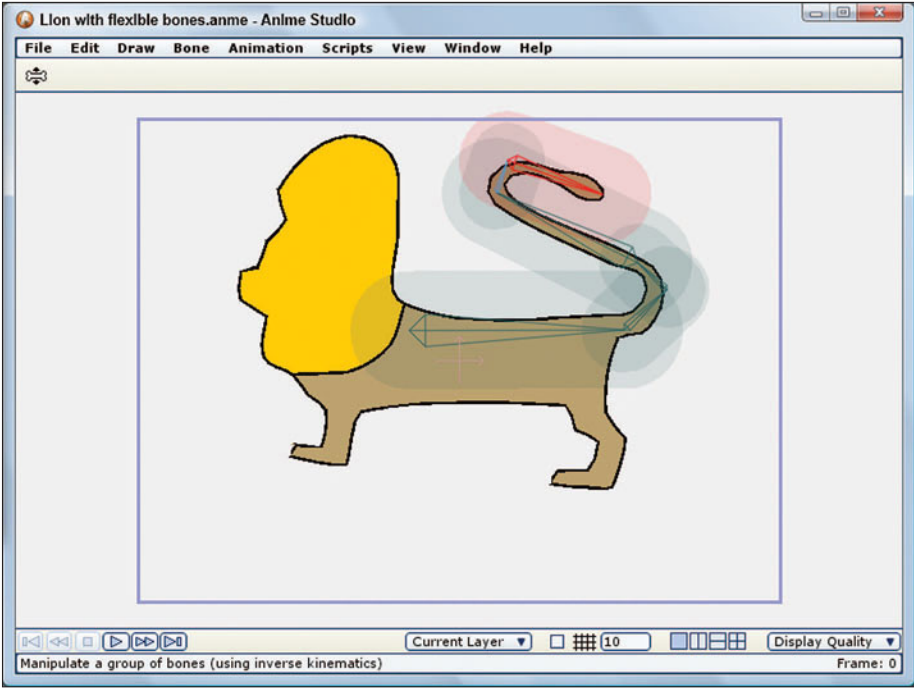 Lion with flexible bones.anme - Anime Studio
File Edit Draw Bone Animation Scripts View Window Help
Current Layer 10 Display Quality
Manipulate a group of bones (using inverse kinematics) Frame: 0